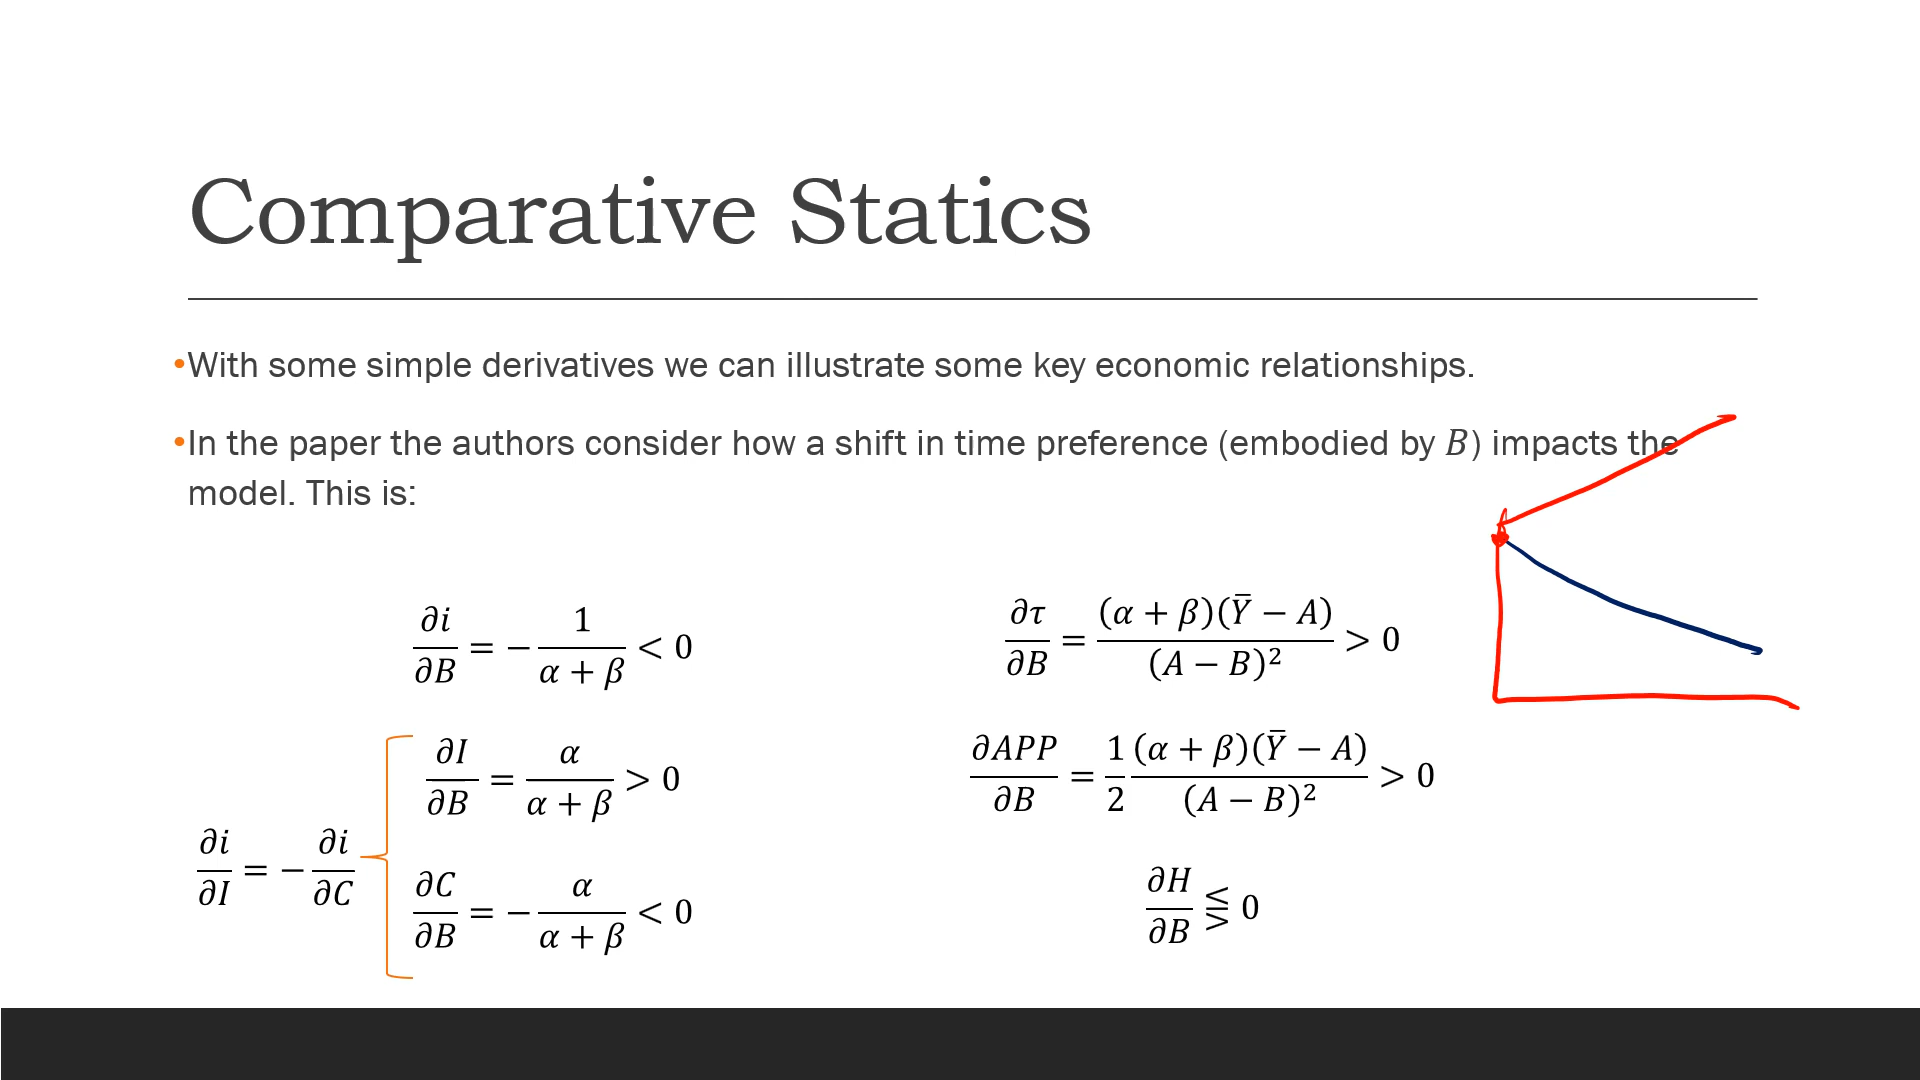 Comparative Statics
•With some simple derivatives we can illustrate some key economic relationships.
•In the paper the authors consider how a shift in time preference (embodied by B) impacts the
model. This is:
∂i/∂B = − 1/(α + β) < 0
∂I/∂B = α/(α + β) > 0
∂i/∂I = − ∂i/∂C
∂C/∂B = − α/(α + β) < 0
∂τ/∂B = (α + β)(Ȳ − A)/(A − B)² > 0
∂APP/∂B = 1/2 (α + β)(Ȳ − A)/(A − B)² > 0
∂H/∂B ⪋ 0